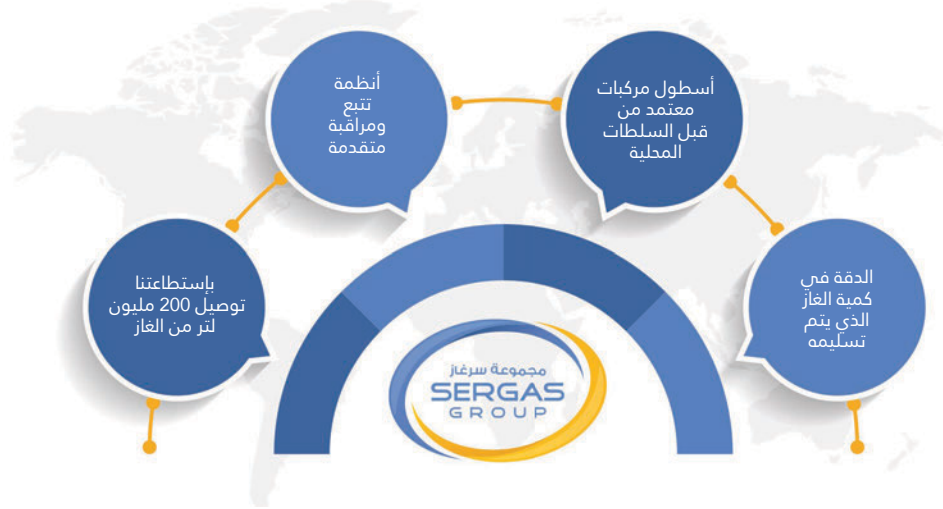 أنظمة
تتبع
ومراقبة
متقدمة
أسطول مركبات
معتمد من
قبل السلطات
المحلية
بإستطاعتنا
توصيل 200 مليون
لتر من الغاز
الدقة في
كمية الغاز
الذي يتم
تسليمه
مجموعة سرغاز
SERGAS
GROUP